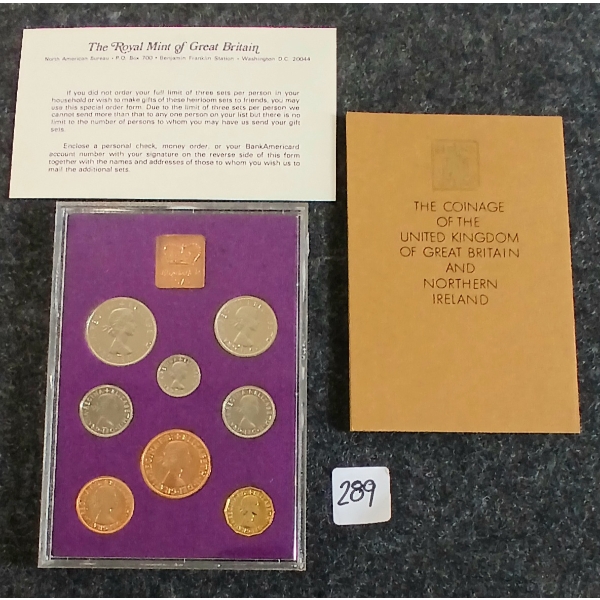 The Royal Mint of Great Britain
North American Bureau • P.O. Box 700 • Benjamin Franklin Station • Washington D.C. 20044
If you did not order your full limit of three sets per person in your
household or wish to make gifts of these heirloom sets to friends, you may
use this special order form. Due to the limit of three sets per person we
cannot send more than that to any one person on your list but there is no
limit to the number of persons to whom you may have us send your gift
sets.
Enclose a personal check, money order, or your BankAmericard
account number with your signature on the reverse side of this form
together with the names and addresses of those to whom you wish us to
mail the additional sets.
THE COINAGE
OF THE
UNITED KINGDOM
OF GREAT BRITAIN
AND
NORTHERN
IRELAND
289